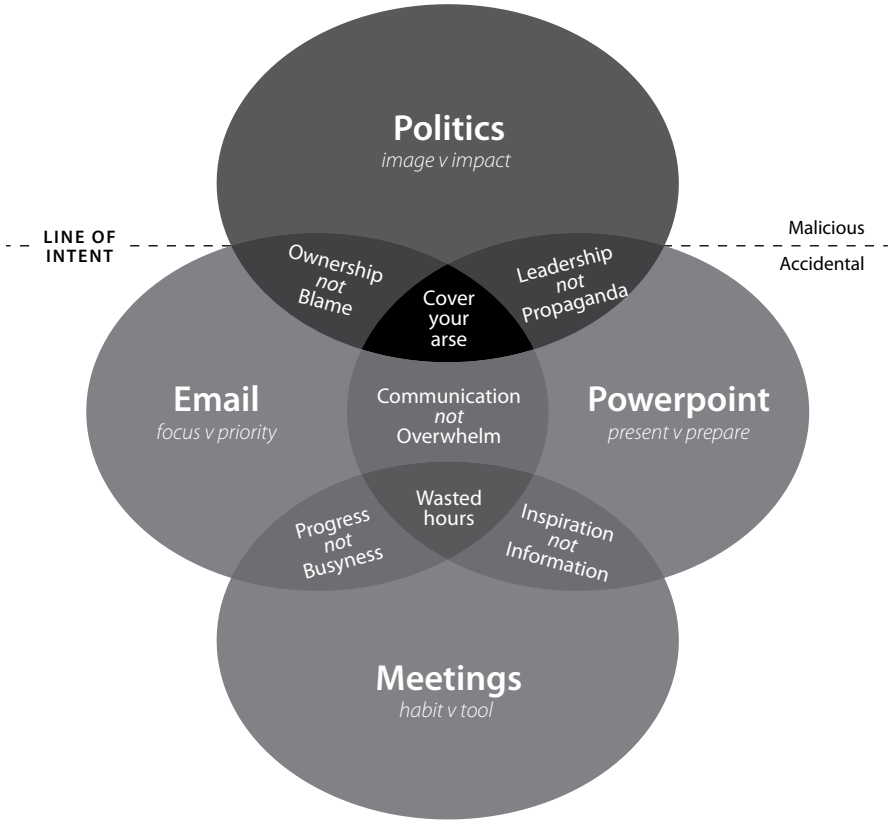 Politics
image v impact
LINE OF
INTENT
Malicious
Accidental
Ownership
not
Blame
Leadership
not
Propaganda
Cover
your
arse
Email
focus v priority
Communication
not
Overwhelm
Powerpoint
present v prepare
Progress
not
Busyness
Wasted
hours
Inspiration
not
Information
Meetings
habit v tool